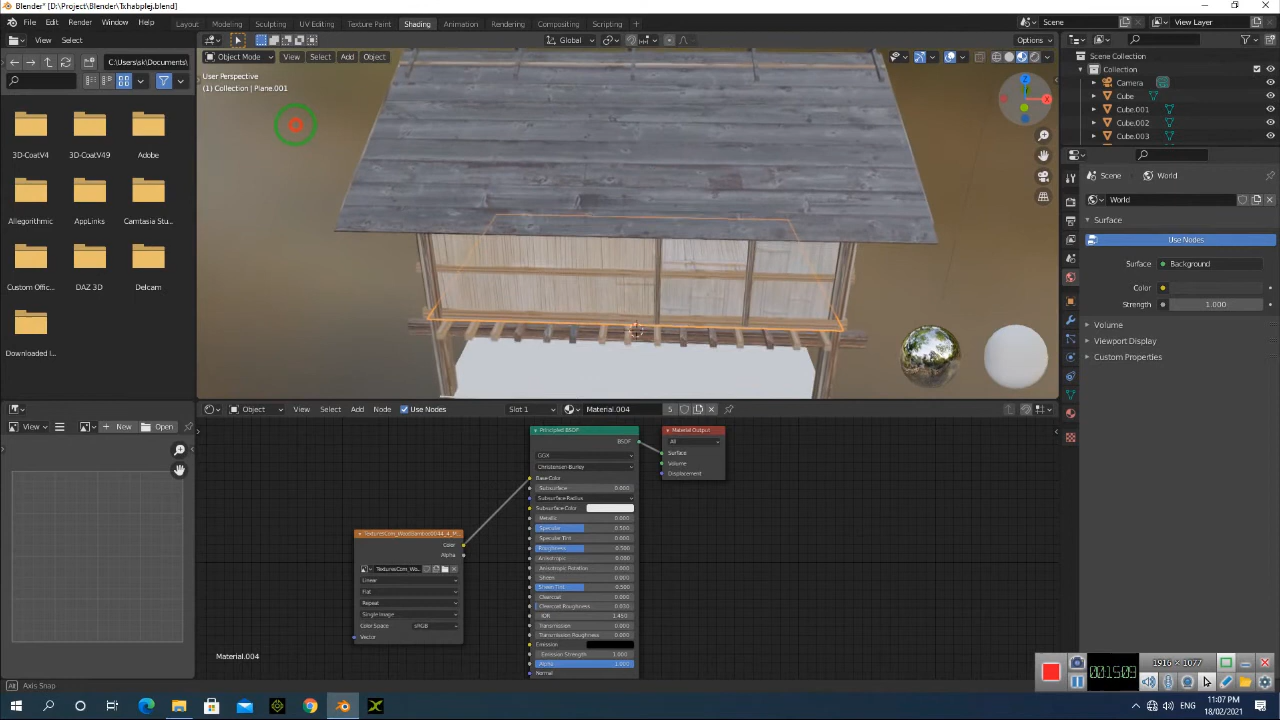 Blender* [D:\Project\Blender\Txhabplej.blend]
File Edit Render Window Help Layout Modeling Sculpting UV Editing Texture Paint Shading Animation Rendering Compositing Scripting + Scene View Layer
View Select Global Options
C:\Users\sk\Documents\ Object Mode View Select Add Object
User Perspective
(1) Collection | Plane.001
Scene Collection
Collection
Camera
Cube
Cube.001
Cube.002
Cube.003
3D-CoatV4 3D-CoatV49 Adobe
Allegorithmic AppLinks Camtasia Stu...
Custom Offic... DAZ 3D Delcam
Downloaded I...
Scene > World
World
Surface
Use Nodes
Surface Background
Color
Strength 1.000
Volume
Viewport Display
Custom Properties
View New Open
Object View Select Add Node Use Nodes Slot 1 Material.004 5
Principled BSDF
BSDF
GGX
Christensen-Burley
Base Color
Subsurface 0.000
Subsurface Radius
Subsurface Color
Metallic 0.000
Specular 0.500
Specular Tint 0.000
Roughness 0.300
Anisotropic 0.000
Anisotropic Rotation 0.000
Sheen 0.000
Sheen Tint 0.500
Clearcoat 0.000
Clearcoat Roughness 0.030
IOR 1.450
Transmission 0.000
Transmission Roughness 0.000
Emission
Emission Strength 1.000
Alpha 1.000
Normal
Material Output
All
Surface
Volume
Displacement
Color
Alpha
Linear
Flat
Repeat
Single Image
Color Space sRGB
Vector
Material.004
Axis Snap
1916 x 1077
001509
ENG 11:07 PM
18/02/2021